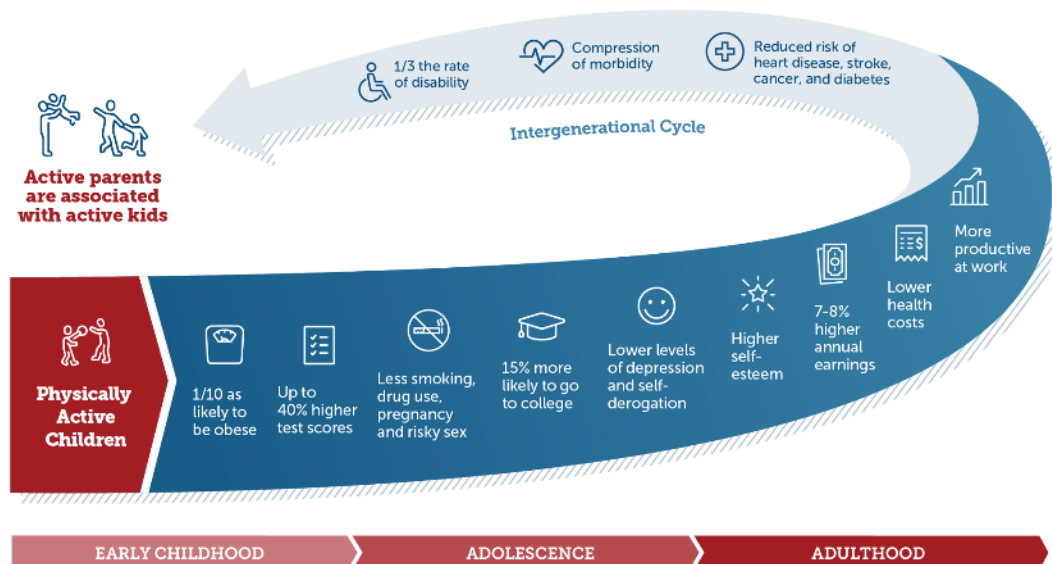 1/3 the rate
of disability
Compression
of morbidity
Reduced risk of
heart disease, stroke,
cancer, and diabetes
Intergenerational Cycle
Active parents
are associated
with active kids
Physically
Active
Children
1/10 as
likely to
be obese
Up to
40% higher
test scores
Less smoking,
drug use,
pregnancy
and risky sex
15% more
likely to go
to college
Lower levels
of depression
and self-
derogation
Higher
self-
esteem
7-8%
higher
annual
earnings
$
Lower
health
costs
More
productive
at work
EARLY CHILDHOOD
ADOLESCENCE
ADULTHOOD